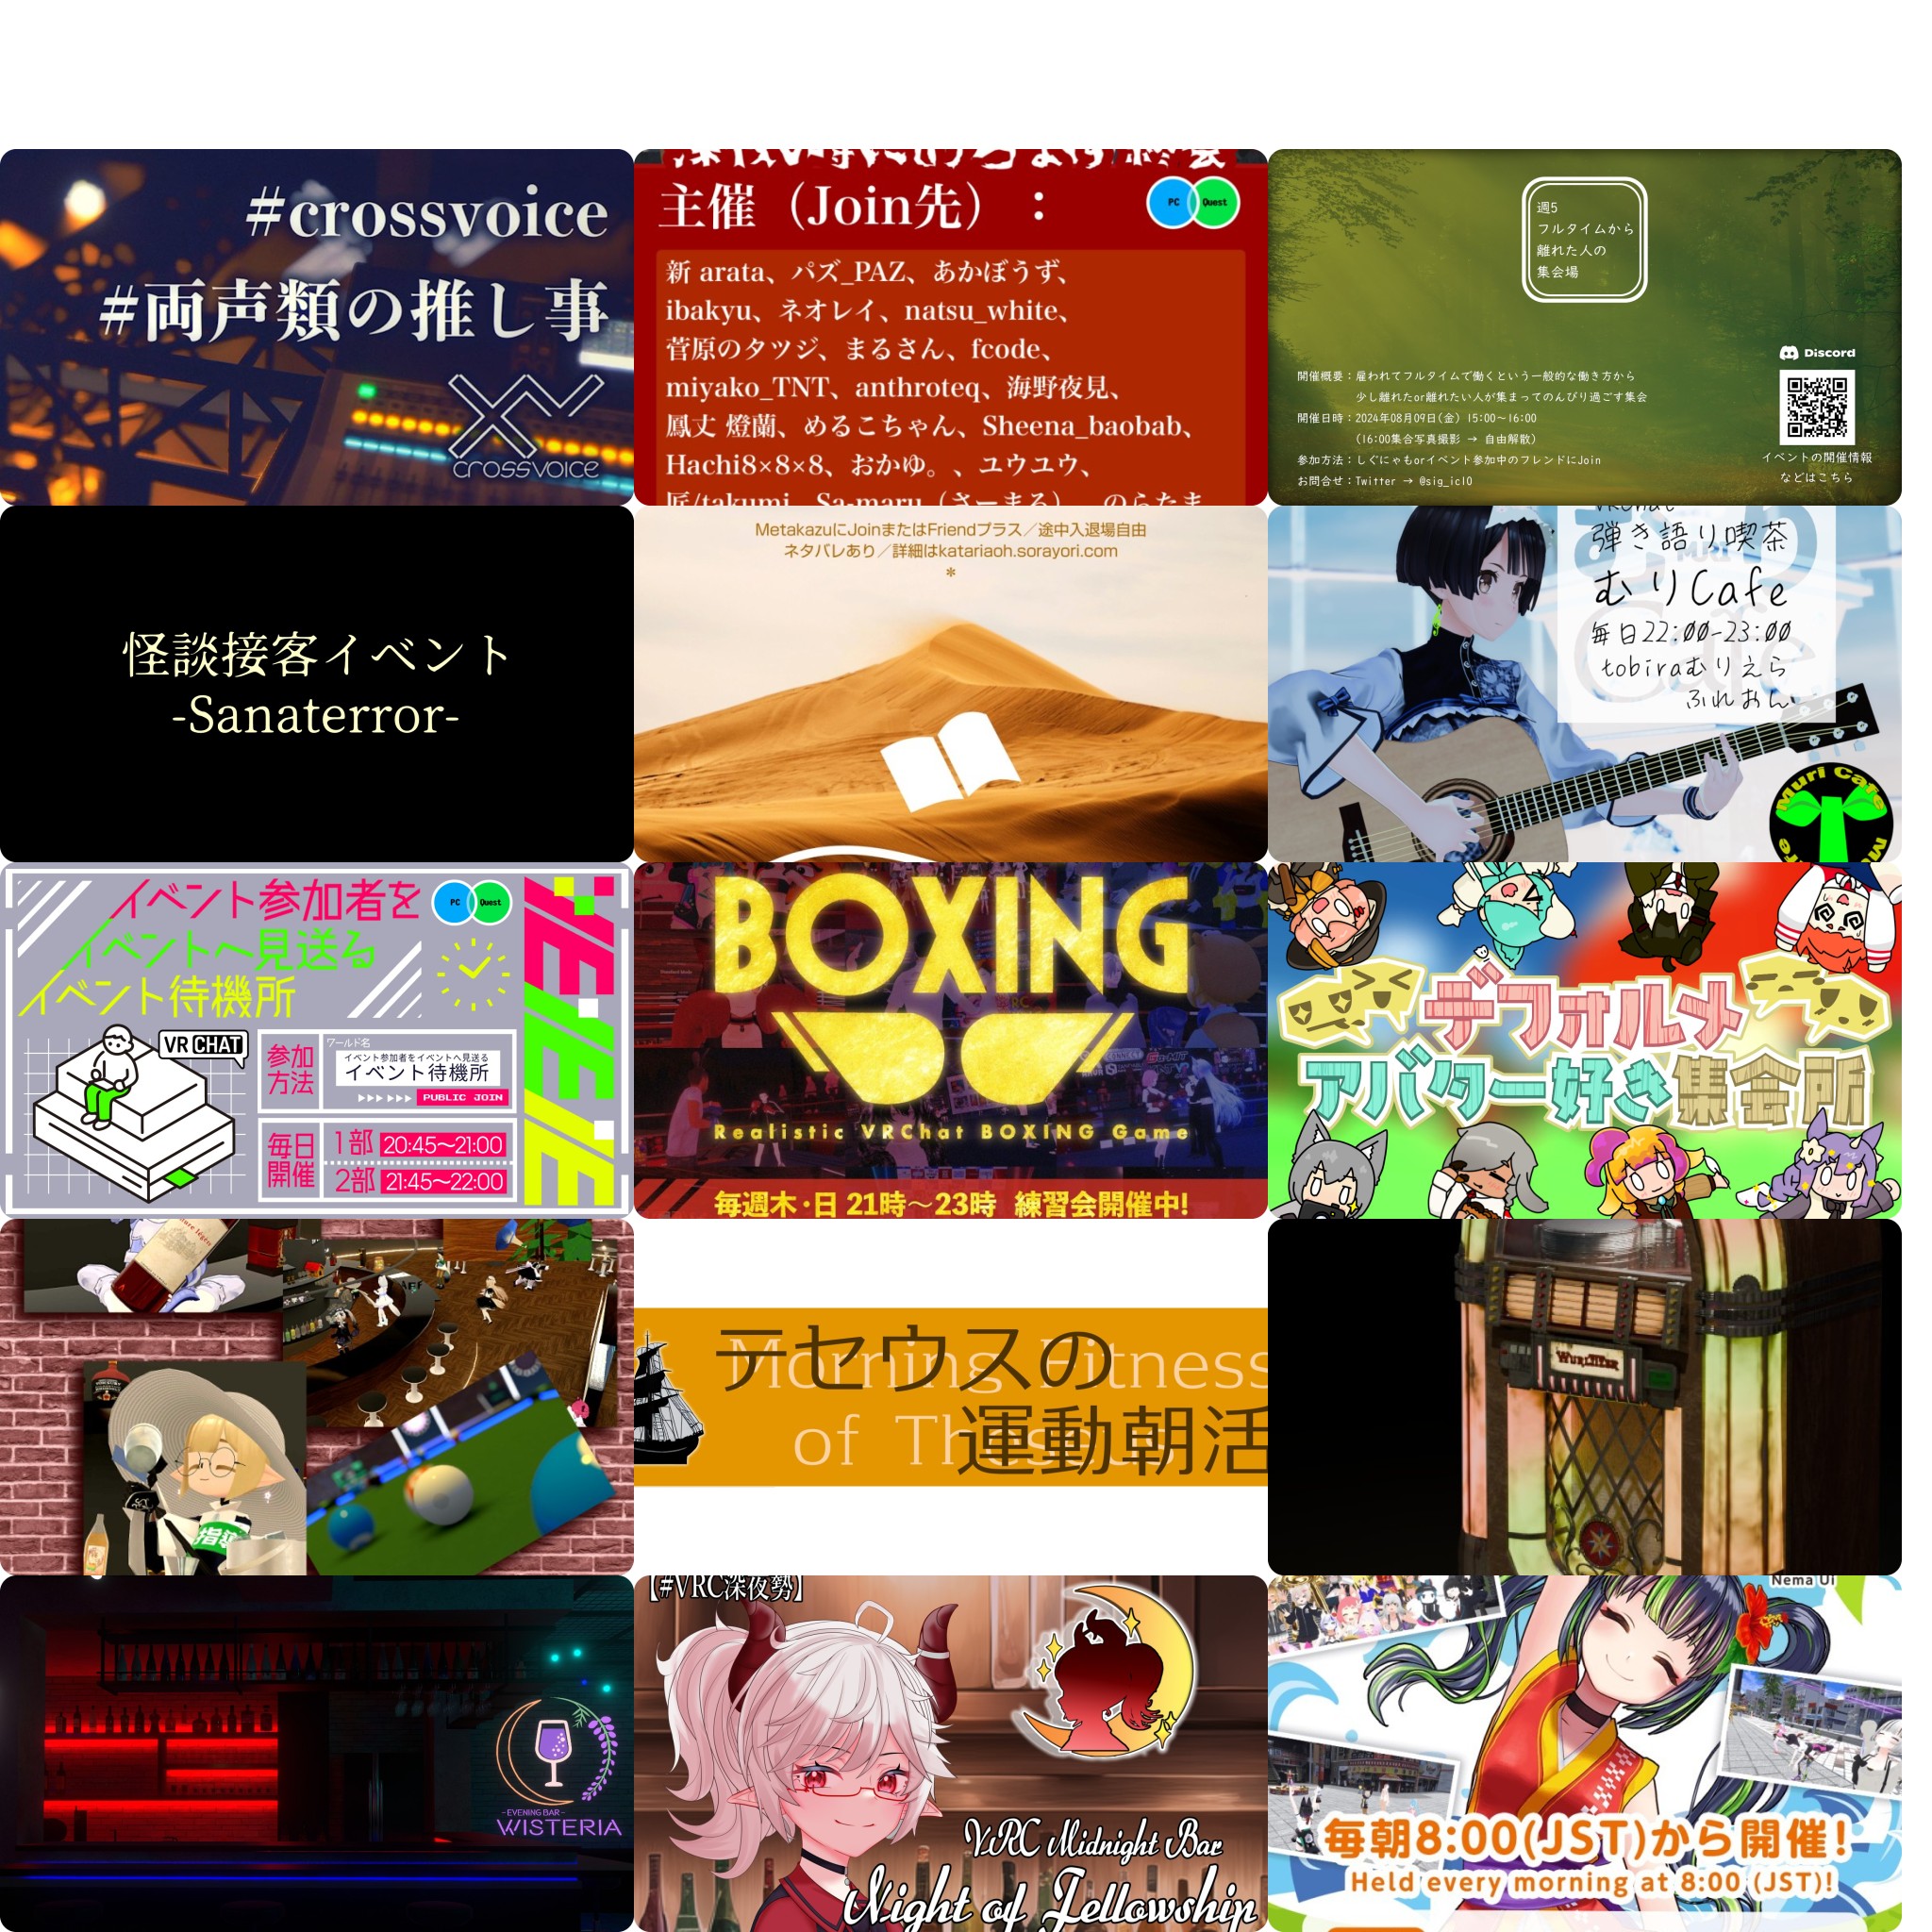 #crossvoice
#両声類の推し事
crossvoice
主催（Join先）：
PC Quest
新 arata、パズ_PAZ、あかぼうず、
ibakyu、ネオレイ、natsu_white、
菅原のタツジ、まるさん、fcode、
miyako_TNT、anthroteq、海野夜見、
鳳丈 燈蘭、めるこちゃん、Sheena_baobab、
Hachi8×8×8、おかゆ。、ユウユウ、
匠/takumi、Sa-maru（さーまる）、のらたま
週5
フルタイムから
離れた人の
集会場
開催概要：雇われてフルタイムで働くという一般的な働き方から
少し離れたor離れたい人が集まってのんびり過ごす集会
開催日時：2024年08月09日(金) 15:00～16:00
(16:00集合写真撮影 → 自由解散)
参加方法：しぐにゃもorイベント参加中のフレンドにJoin
お問合せ：Twitter → @sig_ic10
Discord
イベントの開催情報
などはこちら
怪談接客イベント
-Sanaterror-
MetakazuにJoinまたはFriendプラス／途中入退場自由
ネタバレあり／詳細はkatariaoh.sorayori.com
*
VRChat
弾き語り喫茶
むりCafe
毎日22:00-23:00
tobiraむりえら
ふれおん
Muri Cafe
イベント参加者を
イベントへ見送る
イベント待機所
PC Quest
VRCHAT
参加
方法
ワールド名
イベント参加者をイベントへ見送る
イベント待機所
PUBLIC JOIN
毎日
開催
1部 20:45～21:00
2部 21:45～22:00
BOXING
Realistic VRChat BOXING Game
毎週木・日 21時～23時 練習会開催中!
デフォルメ
アバター好き集会所
指導
テセウスの
運動朝活
Morning Fitness
of Theseus
WURLITZER
-EVENING BAR-
WISTERIA
【#VRC深夜勢】
VRC Midnight Bar
Night of Fellowship
Nema Ui
毎朝8:00(JST)から開催!
Held every morning at 8:00 (JST)!